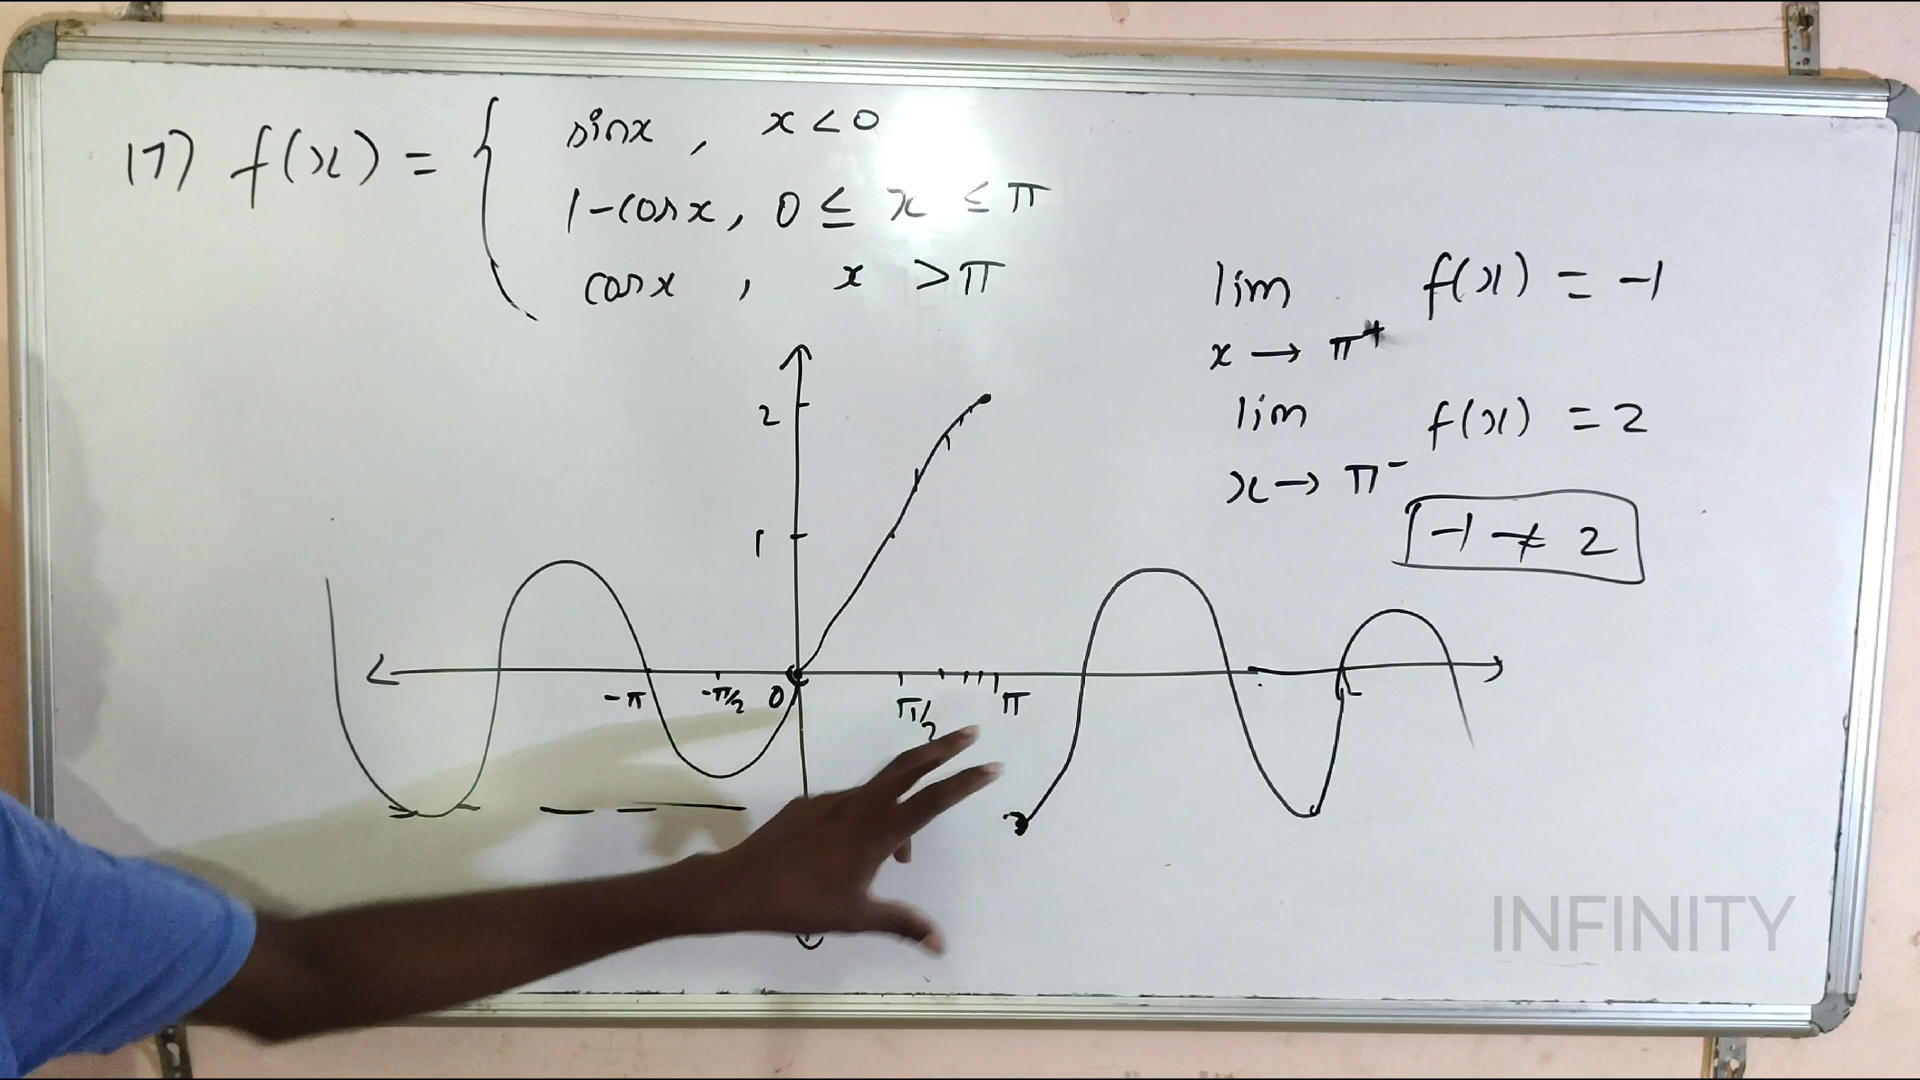 17) f(x) = { sinx , x < 0
1-cosx, 0 ≤ x ≤ π
cosx , x > π
lim f(x) = -1
x → π⁺
lim f(x) = 2
x → π⁻
-1 ≠ 2
2
1
-π -π/2 0 π/2 π
INFINITY